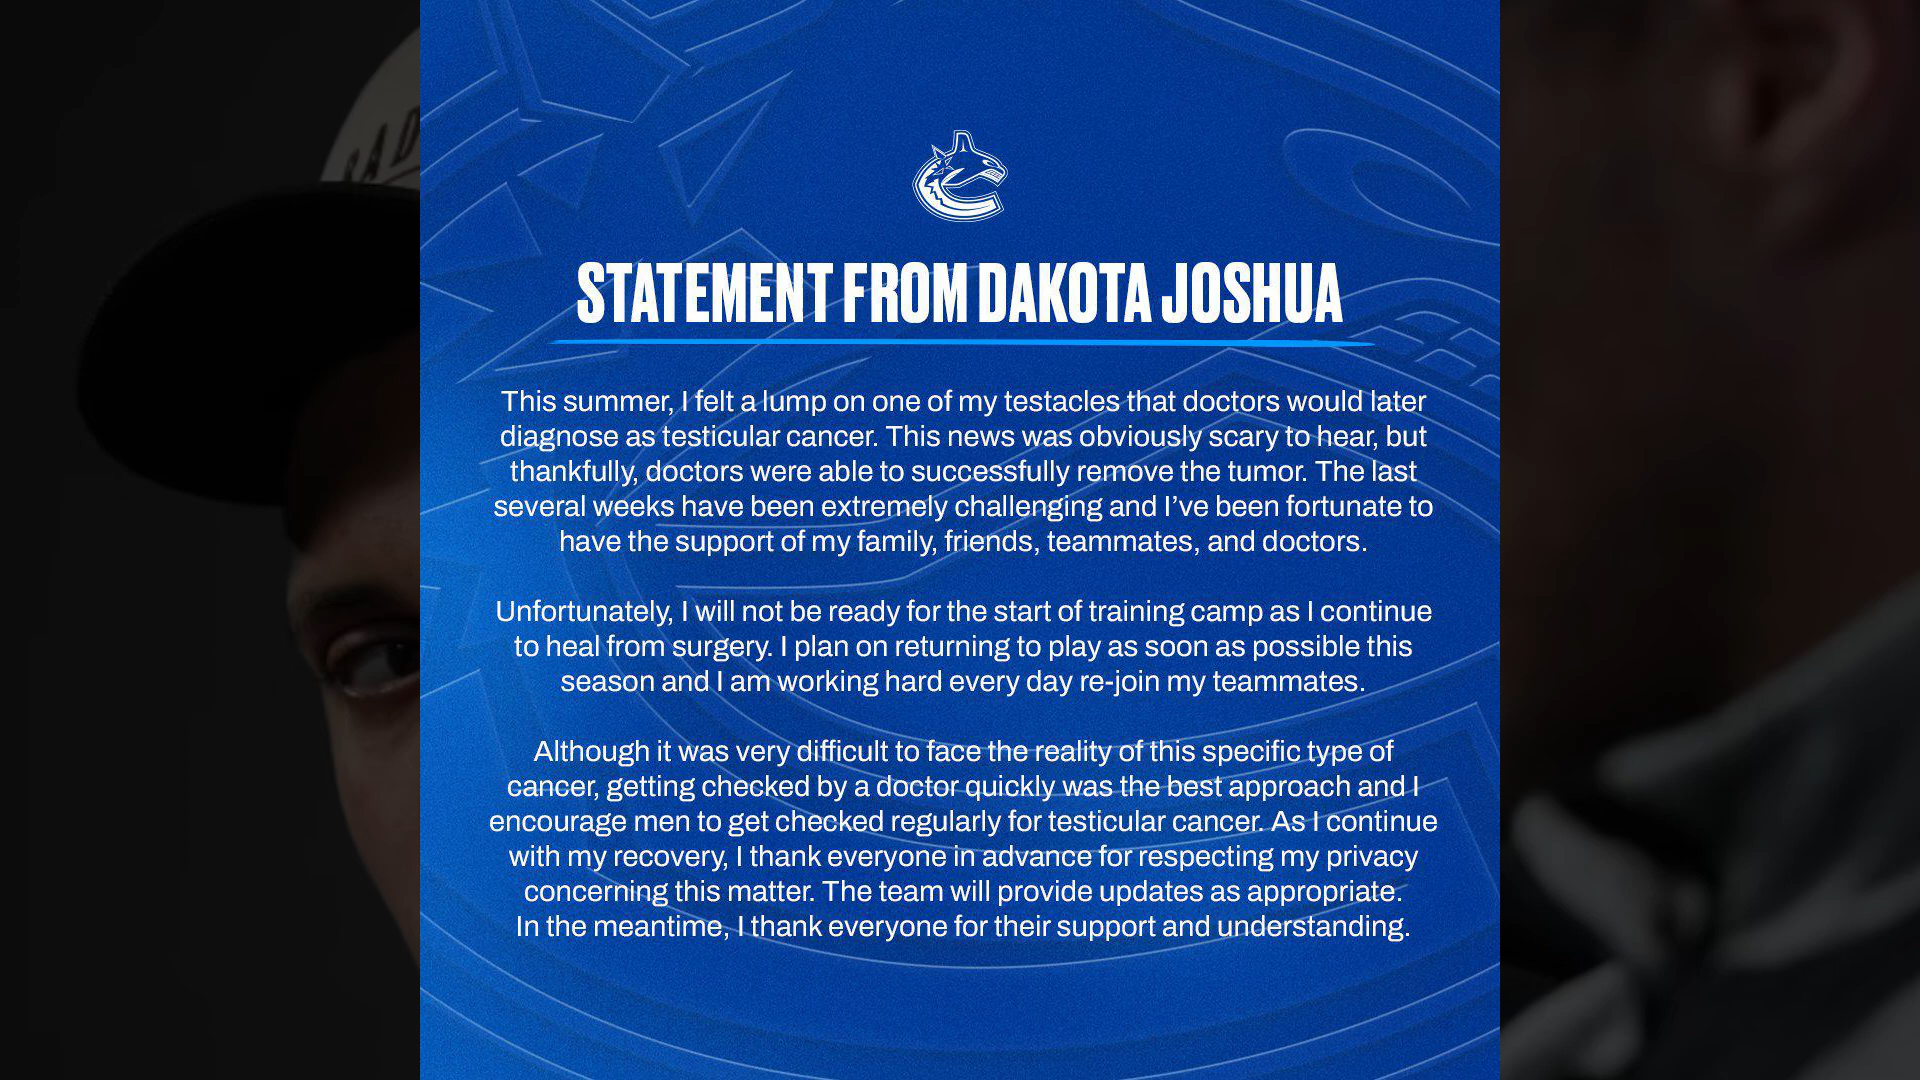 STATEMENT FROM DAKOTA JOSHUA
This summer, I felt a lump on one of my testacles that doctors would later
diagnose as testicular cancer. This news was obviously scary to hear, but
thankfully, doctors were able to successfully remove the tumor. The last
several weeks have been extremely challenging and I’ve been fortunate to
have the support of my family, friends, teammates, and doctors.
Unfortunately, I will not be ready for the start of training camp as I continue
to heal from surgery. I plan on returning to play as soon as possible this
season and I am working hard every day re-join my teammates.
Although it was very difficult to face the reality of this specific type of
cancer, getting checked by a doctor quickly was the best approach and I
encourage men to get checked regularly for testicular cancer. As I continue
with my recovery, I thank everyone in advance for respecting my privacy
concerning this matter. The team will provide updates as appropriate.
In the meantime, I thank everyone for their support and understanding.